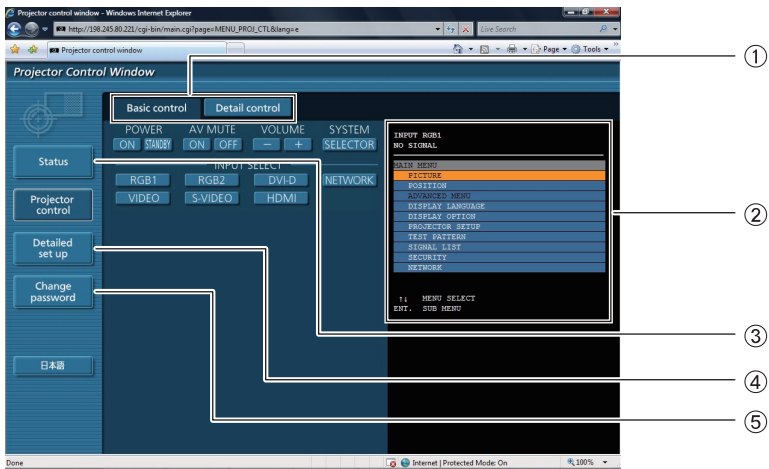 Projector control window - Windows Internet Explorer
http://198.245.80.221/cgi-bin/main.cgi?page=MENU_PROJ_CTL&lang=e
Live Search
Projector control window
Page
Tools
Projector Control Window
Basic control
Detail control
POWER
AV MUTE
VOLUME
SYSTEM
ON
STANDBY
ON
OFF
−
+
SELECTOR
INPUT SELECT
RGB1
RGB2
DVI-D
NETWORK
VIDEO
S-VIDEO
HDMI
Status
Projector
control
Detailed
set up
Change
password
日本語
INPUT RGB1
NO SIGNAL
MAIN MENU
PICTURE
POSITION
ADVANCED MENU
DISPLAY LANGUAGE
DISPLAY OPTION
PROJECTOR SETUP
TEST PATTERN
SIGNAL LIST
SECURITY
NETWORK
↑↓ MENU SELECT
ENT. SUB MENU
①
②
③
④
⑤
Done
Internet | Protected Mode: On
100%